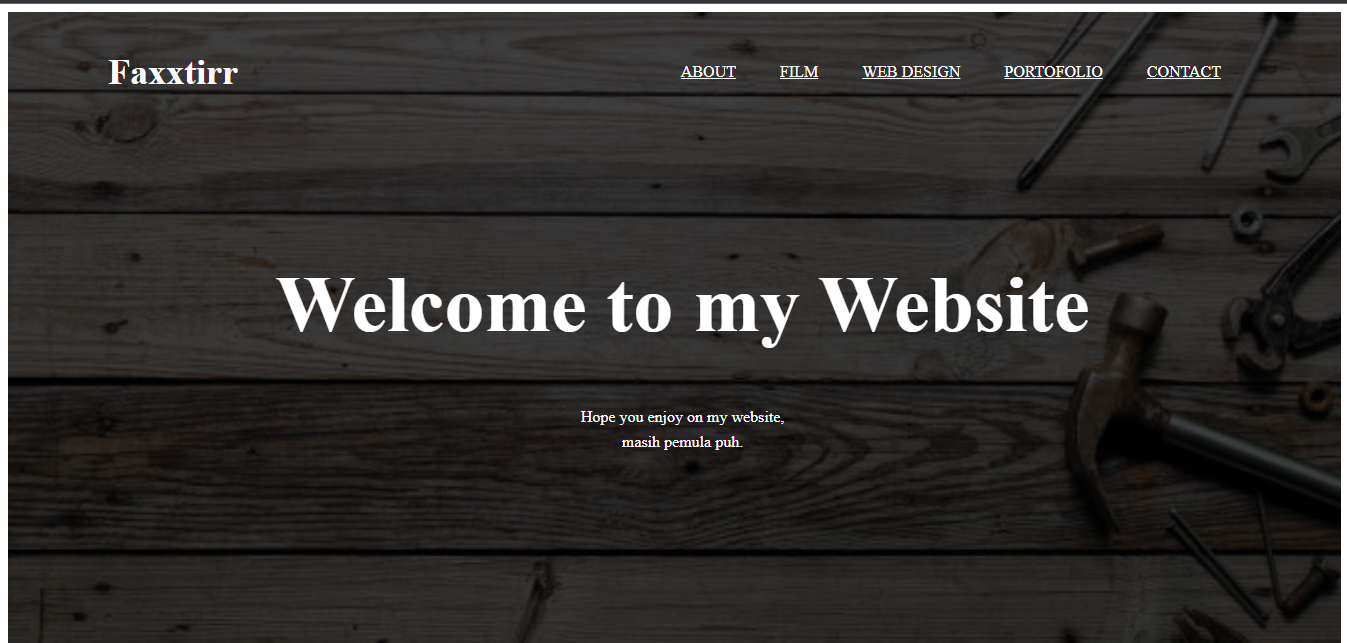 Faxxtirr
ABOUT FILM WEB DESIGN PORTOFOLIO CONTACT
Welcome to my Website
Hope you enjoy on my website,
masih pemula puh.